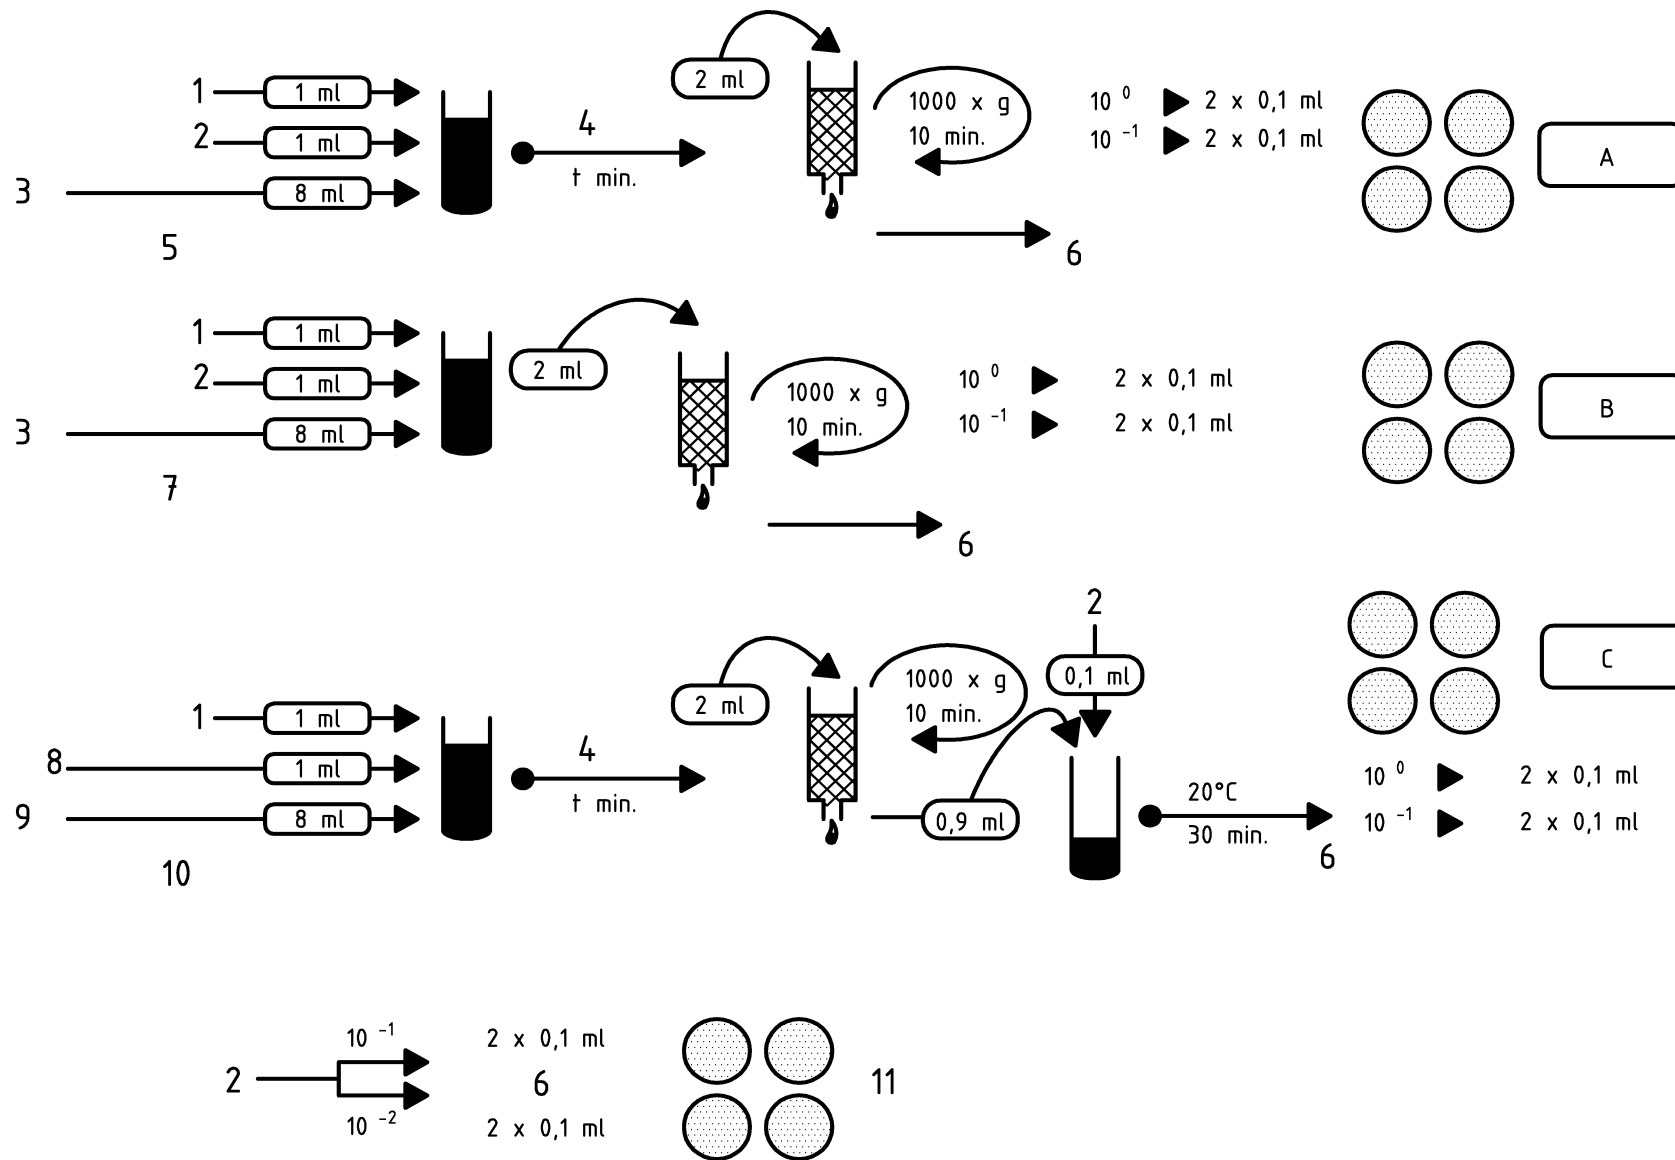 2 ml
1 1 ml
4
1000 x g
10 min.
10 0 2 x 0,1 ml
10 -1 2 x 0,1 ml
2 1 ml
t min.
3 8 ml
A
5
6
1 1 ml
2 ml
2 1 ml
1000 x g
10 min.
10 0 2 x 0,1 ml
10 -1 2 x 0,1 ml
3 8 ml
B
7
6
2
0,1 ml
C
2 ml
1000 x g
10 min.
1 1 ml
4
8 1 ml
t min.
9 8 ml
0,9 ml
20°C
30 min.
10 0 2 x 0,1 ml
10 -1 2 x 0,1 ml
6
10
10 -1 2 x 0,1 ml
2 6 11
10 -2 2 x 0,1 ml